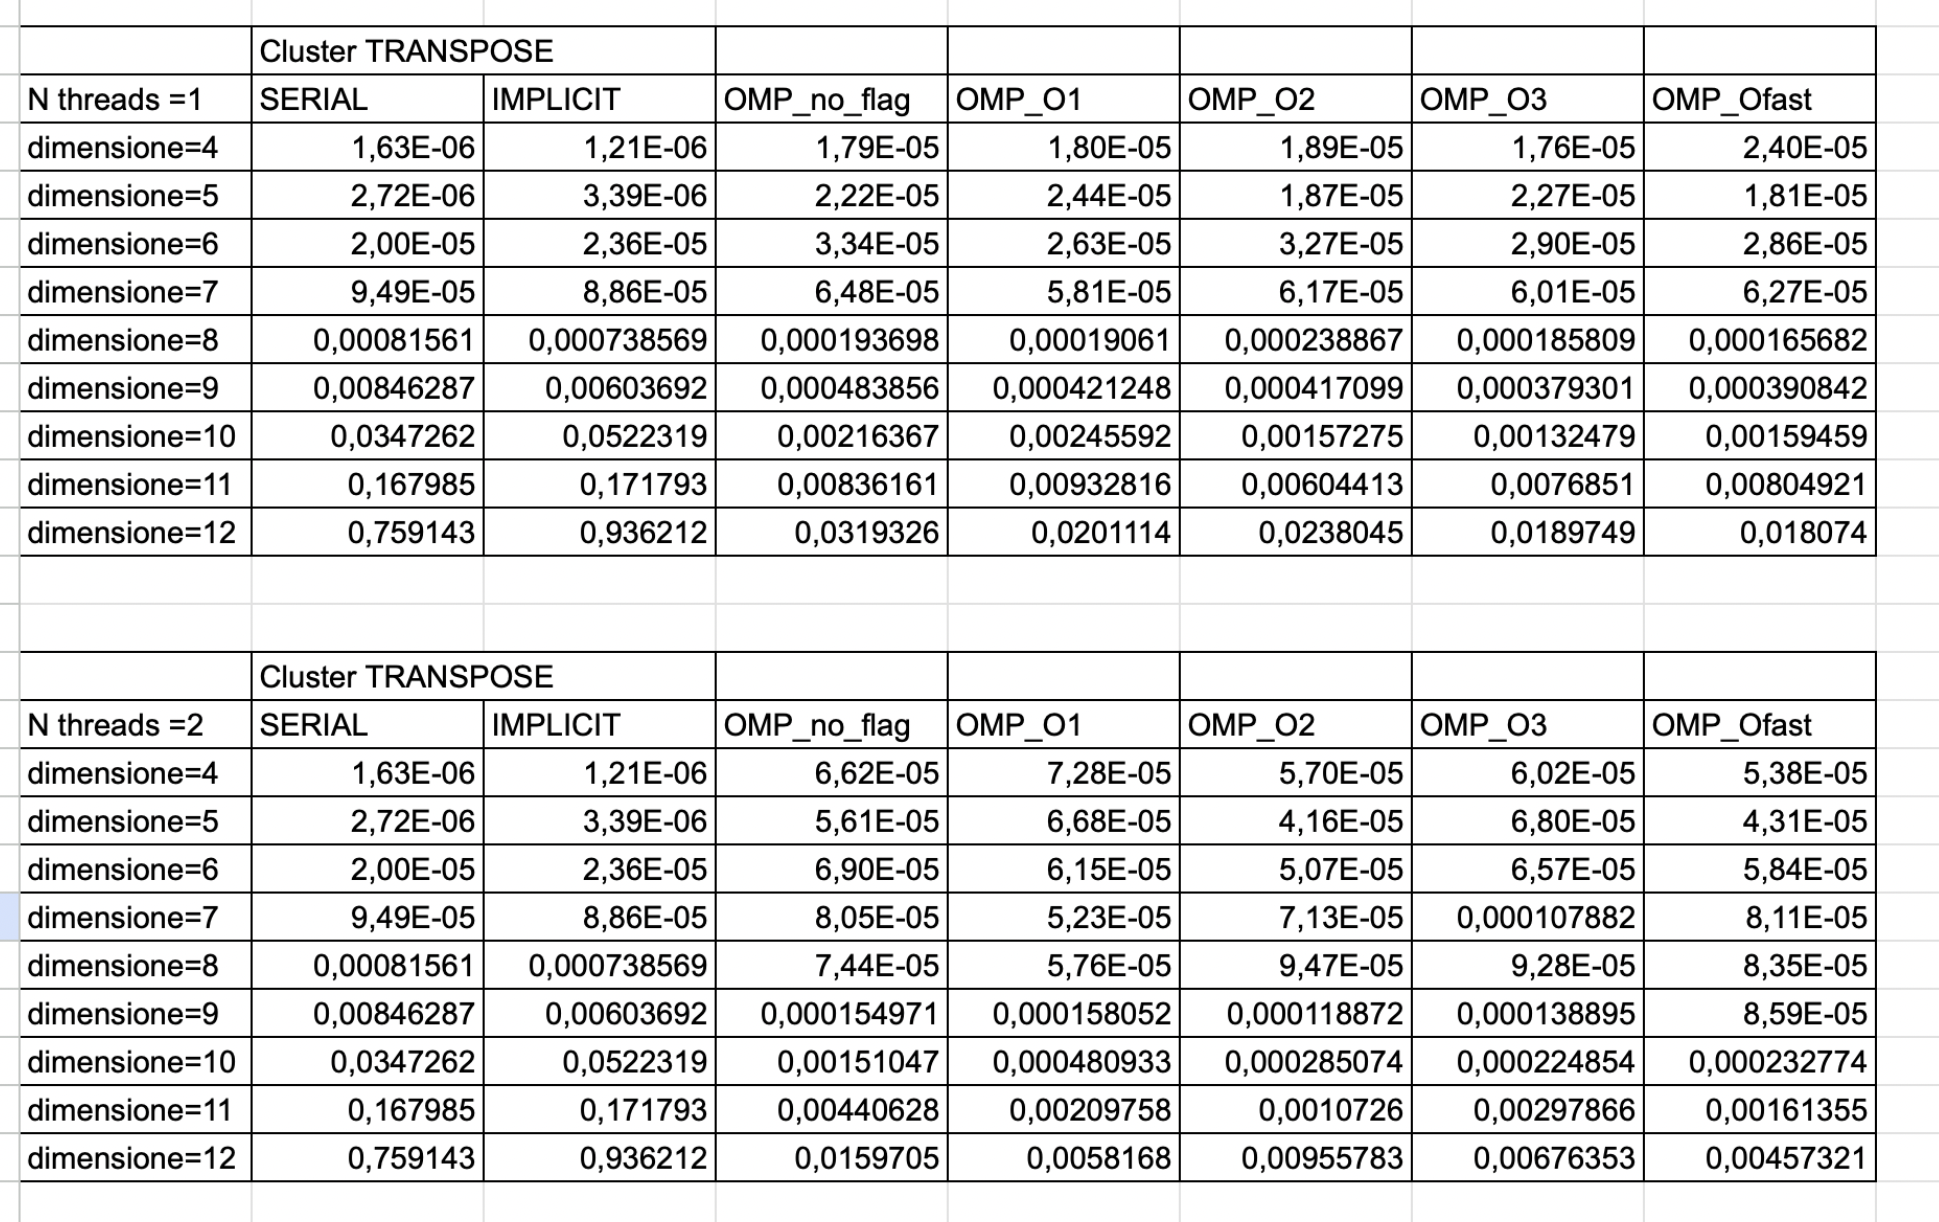 Cluster TRANSPOSE
N threads =1 SERIAL IMPLICIT OMP_no_flag OMP_O1 OMP_O2 OMP_O3 OMP_Ofast
dimensione=4 1,63E-06 1,21E-06 1,79E-05 1,80E-05 1,89E-05 1,76E-05 2,40E-05
dimensione=5 2,72E-06 3,39E-06 2,22E-05 2,44E-05 1,87E-05 2,27E-05 1,81E-05
dimensione=6 2,00E-05 2,36E-05 3,34E-05 2,63E-05 3,27E-05 2,90E-05 2,86E-05
dimensione=7 9,49E-05 8,86E-05 6,48E-05 5,81E-05 6,17E-05 6,01E-05 6,27E-05
dimensione=8 0,00081561 0,000738569 0,000193698 0,00019061 0,000238867 0,000185809 0,000165682
dimensione=9 0,00846287 0,00603692 0,000483856 0,000421248 0,000417099 0,000379301 0,000390842
dimensione=10 0,0347262 0,0522319 0,00216367 0,00245592 0,00157275 0,00132479 0,00159459
dimensione=11 0,167985 0,171793 0,00836161 0,00932816 0,00604413 0,0076851 0,00804921
dimensione=12 0,759143 0,936212 0,0319326 0,0201114 0,0238045 0,0189749 0,018074
Cluster TRANSPOSE
N threads =2 SERIAL IMPLICIT OMP_no_flag OMP_O1 OMP_O2 OMP_O3 OMP_Ofast
dimensione=4 1,63E-06 1,21E-06 6,62E-05 7,28E-05 5,70E-05 6,02E-05 5,38E-05
dimensione=5 2,72E-06 3,39E-06 5,61E-05 6,68E-05 4,16E-05 6,80E-05 4,31E-05
dimensione=6 2,00E-05 2,36E-05 6,90E-05 6,15E-05 5,07E-05 6,57E-05 5,84E-05
dimensione=7 9,49E-05 8,86E-05 8,05E-05 5,23E-05 7,13E-05 0,000107882 8,11E-05
dimensione=8 0,00081561 0,000738569 7,44E-05 5,76E-05 9,47E-05 9,28E-05 8,35E-05
dimensione=9 0,00846287 0,00603692 0,000154971 0,000158052 0,000118872 0,000138895 8,59E-05
dimensione=10 0,0347262 0,0522319 0,00151047 0,000480933 0,000285074 0,000224854 0,000232774
dimensione=11 0,167985 0,171793 0,00440628 0,00209758 0,0010726 0,00297866 0,00161355
dimensione=12 0,759143 0,936212 0,0159705 0,0058168 0,00955783 0,00676353 0,00457321